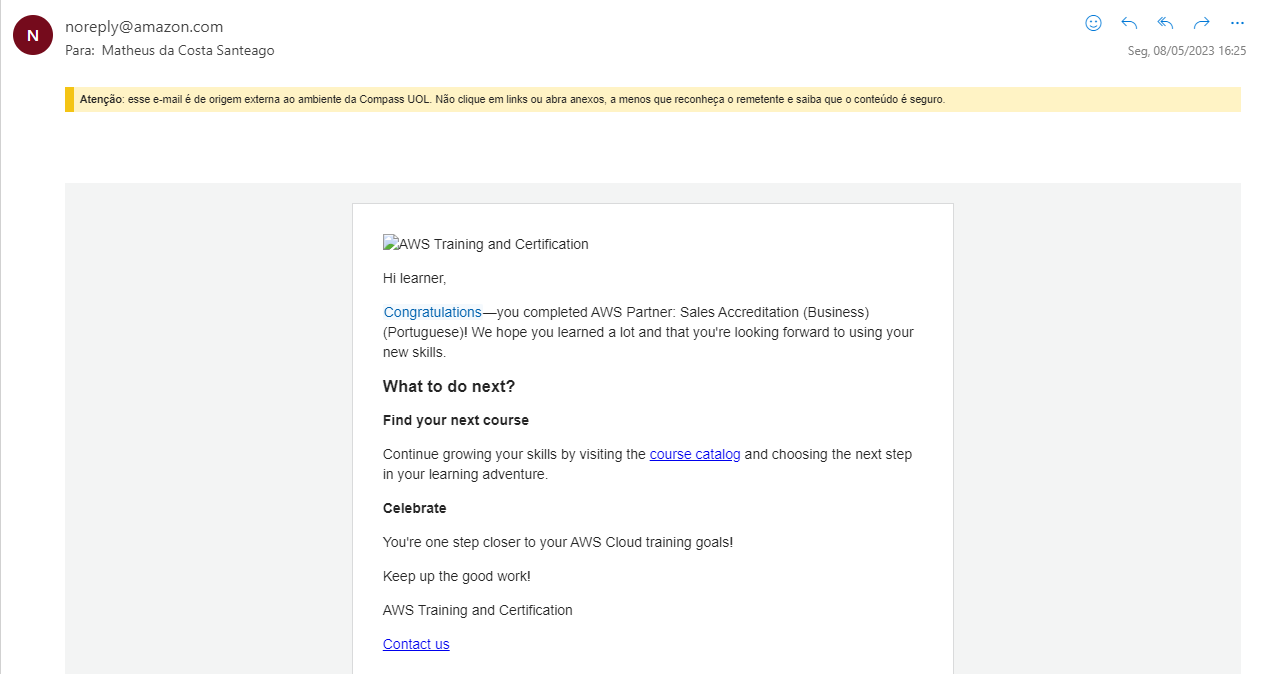 N
noreply@amazon.com
Para: Matheus da Costa Santeago
Seg, 08/05/2023 16:25
Atenção: esse e-mail é de origem externa ao ambiente da Compass UOL. Não clique em links ou abra anexos, a menos que reconheça o remetente e saiba que o conteúdo é seguro.
AWS Training and Certification
Hi learner,
Congratulations—you completed AWS Partner: Sales Accreditation (Business)
(Portuguese)! We hope you learned a lot and that you're looking forward to using your
new skills.
What to do next?
Find your next course
Continue growing your skills by visiting the course catalog and choosing the next step
in your learning adventure.
Celebrate
You're one step closer to your AWS Cloud training goals!
Keep up the good work!
AWS Training and Certification
Contact us